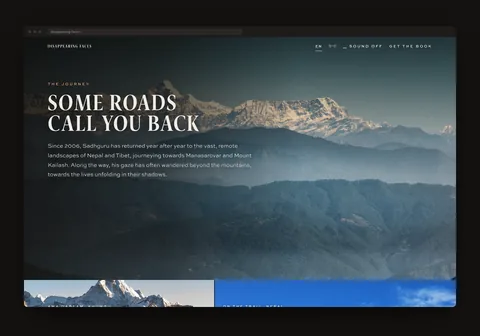 DISAPPEARING FACES
EN
SOUND OFF
GET THE BOOK
THE JOURNEY
SOME ROADS
CALL YOU BACK
Since 2006, Sadhguru has returned year after year to the vast, remote
landscapes of Nepal and Tibet, journeying towards Manasarovar and Mount
Kailash. Along the way, his gaze has often wandered beyond the mountains,
towards the lives unfolding in their shadows.